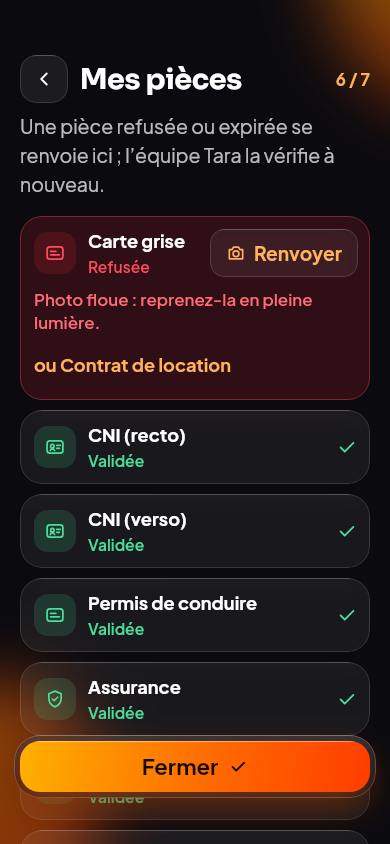 Mes pièces
6 / 7
Une pièce refusée ou expirée se
renvoie ici ; l'équipe Tara la vérifie à
nouveau.
Carte grise
Refusée
Renvoyer
Photo floue : reprenez-la en pleine
lumière.
ou Contrat de location
CNI (recto)
Validée
CNI (verso)
Validée
Permis de conduire
Validée
Assurance
Validée
Fermer
Validée